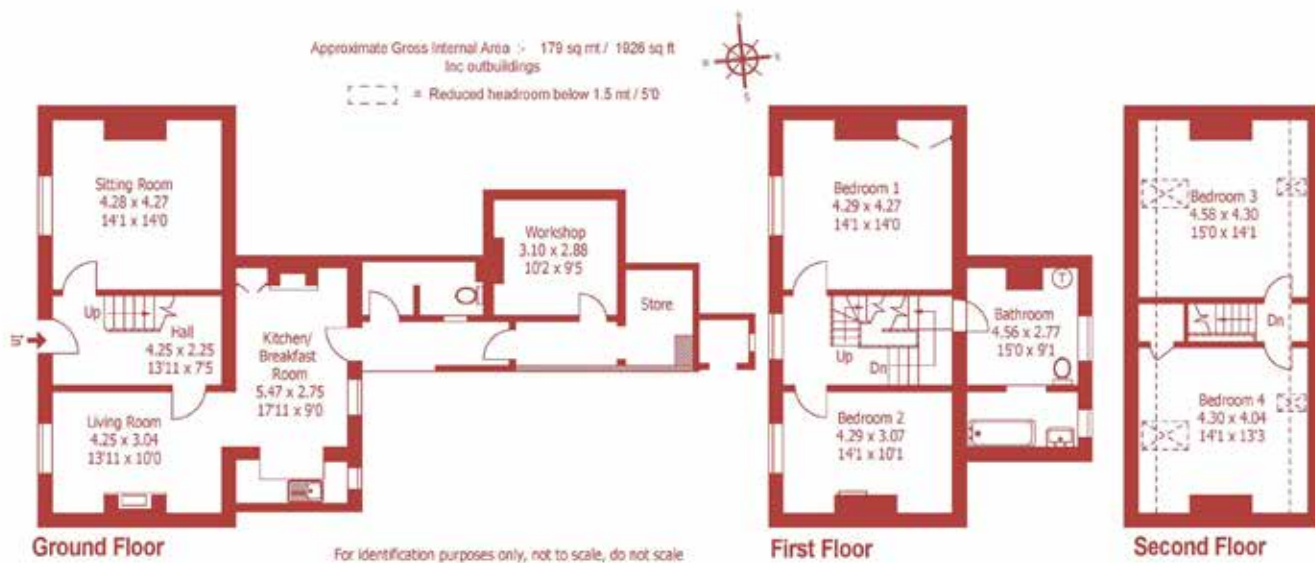 Approximate Gross Internal Area :- 179 sq mt / 1926 sq ft
Inc outbuildings
= Reduced headroom below 1.5 mt / 5'0
S
Sitting Room
4.28 x 4.27
14'1 x 14'0
Up
Hall
4.25 x 2.25
13'11 x 7'5
IN
Living Room
4.25 x 3.04
13'11 x 10'0
Kitchen/
Breakfast
Room
5.47 x 2.75
17'11 x 9'0
Workshop
3.10 x 2.88
10'2 x 9'5
Store
Ground Floor
Bedroom 1
4.29 x 4.27
14'1 x 14'0
Up
Dn
Bedroom 2
4.29 x 3.07
14'1 x 10'1
T
Bathroom
4.56 x 2.77
15'0 x 9'1
First Floor
Bedroom 3
4.58 x 4.30
15'0 x 14'1
Dn
Bedroom 4
4.30 x 4.04
14'1 x 13'3
Second Floor
For identification purposes only, not to scale, do not scale